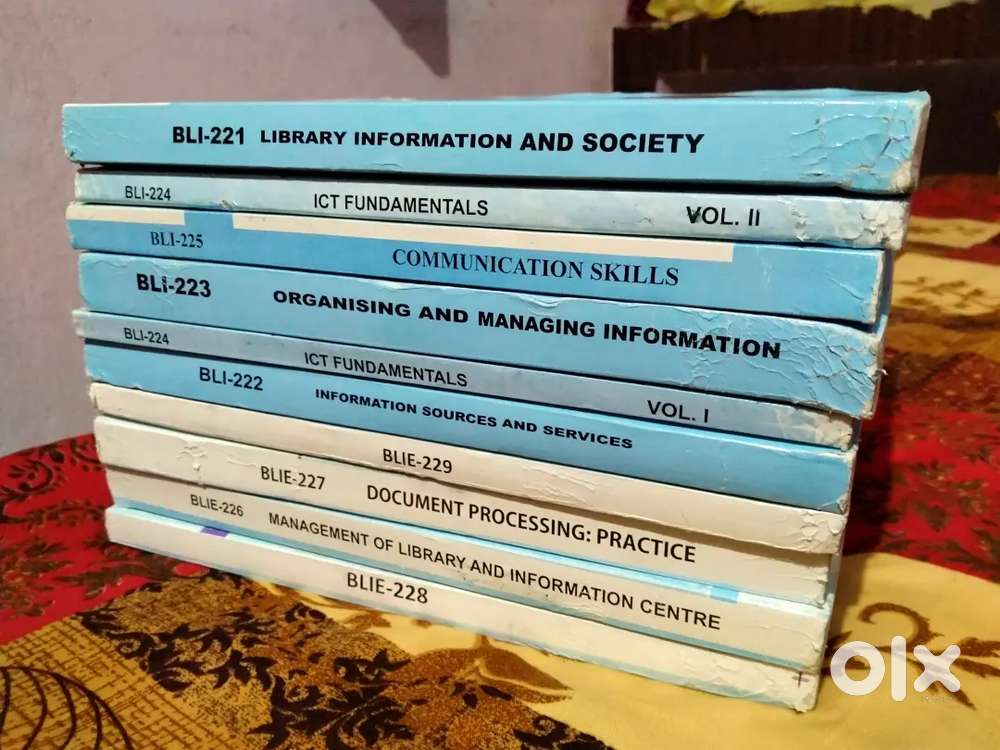 BLI-221 LIBRARY INFORMATION AND SOCIETY
BLI-224 ICT FUNDAMENTALS VOL. II
BLI-225 COMMUNICATION SKILLS
BLI-223 ORGANISING AND MANAGING INFORMATION
BLI-224 ICT FUNDAMENTALS VOL. I
BLI-222 INFORMATION SOURCES AND SERVICES
BLIE-229
BLIE-227 DOCUMENT PROCESSING: PRACTICE
BLIE-226 MANAGEMENT OF LIBRARY AND INFORMATION CENTRE
BLIE-228
olx